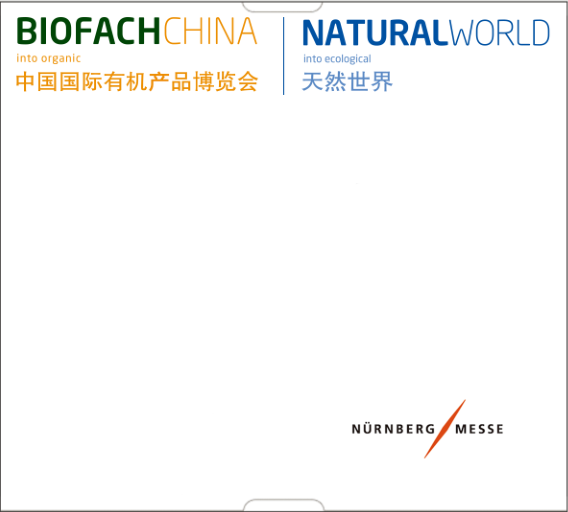 BIOFACHCHINA
into organic
中国国际有机产品博览会
NATURALWORLD
into ecological
天然世界
NÜRNBERG MESSE